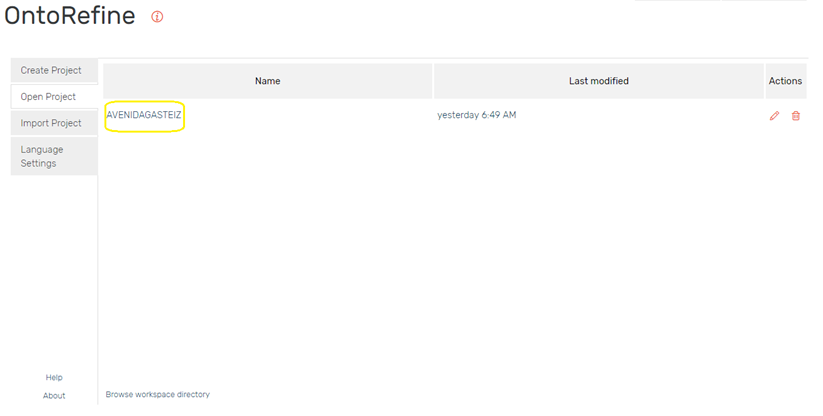 OntoRefine
Create Project
Open Project
Import Project
Language
Settings
Name
Last modified
Actions
AVENIDAGASTEIZ
yesterday 6:49 AM
Help
About
Browse workspace directory